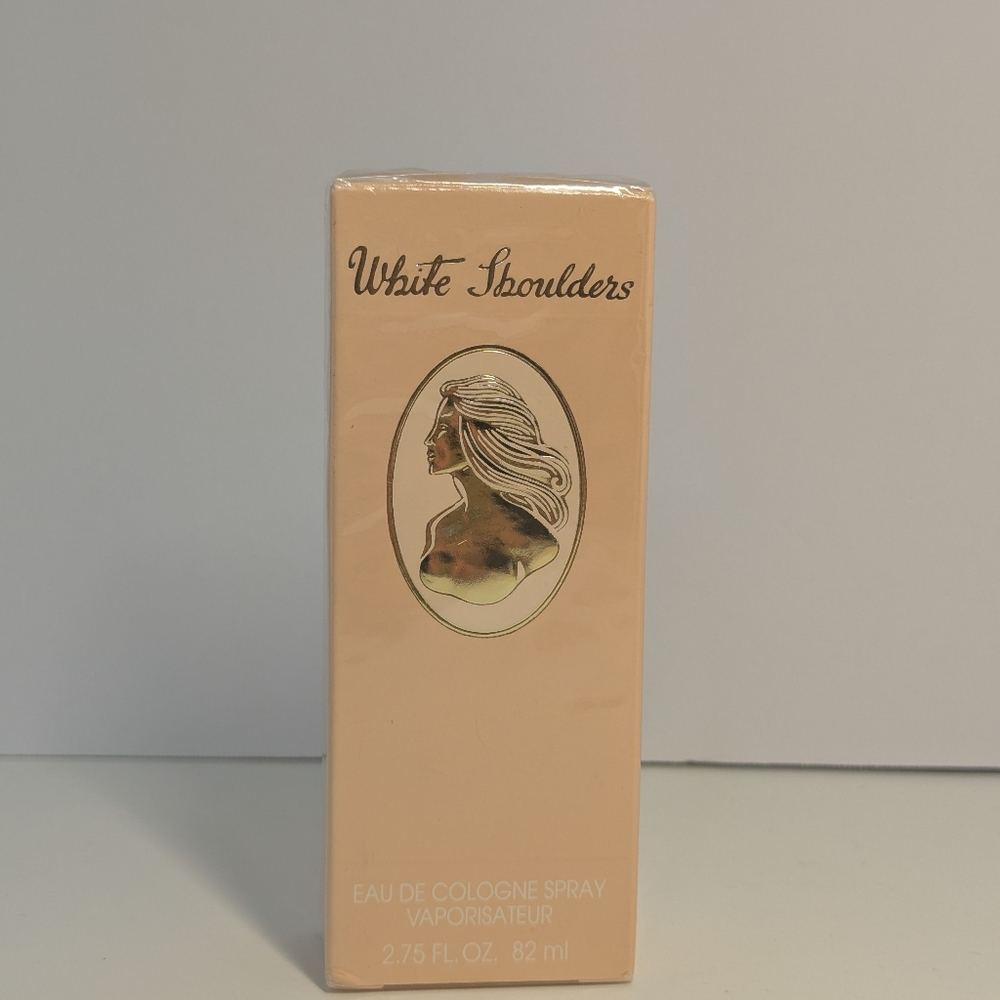 White Shoulders
EAU DE COLOGNE SPRAY
VAPORISATEUR
2.75 FL. OZ. 82 ml